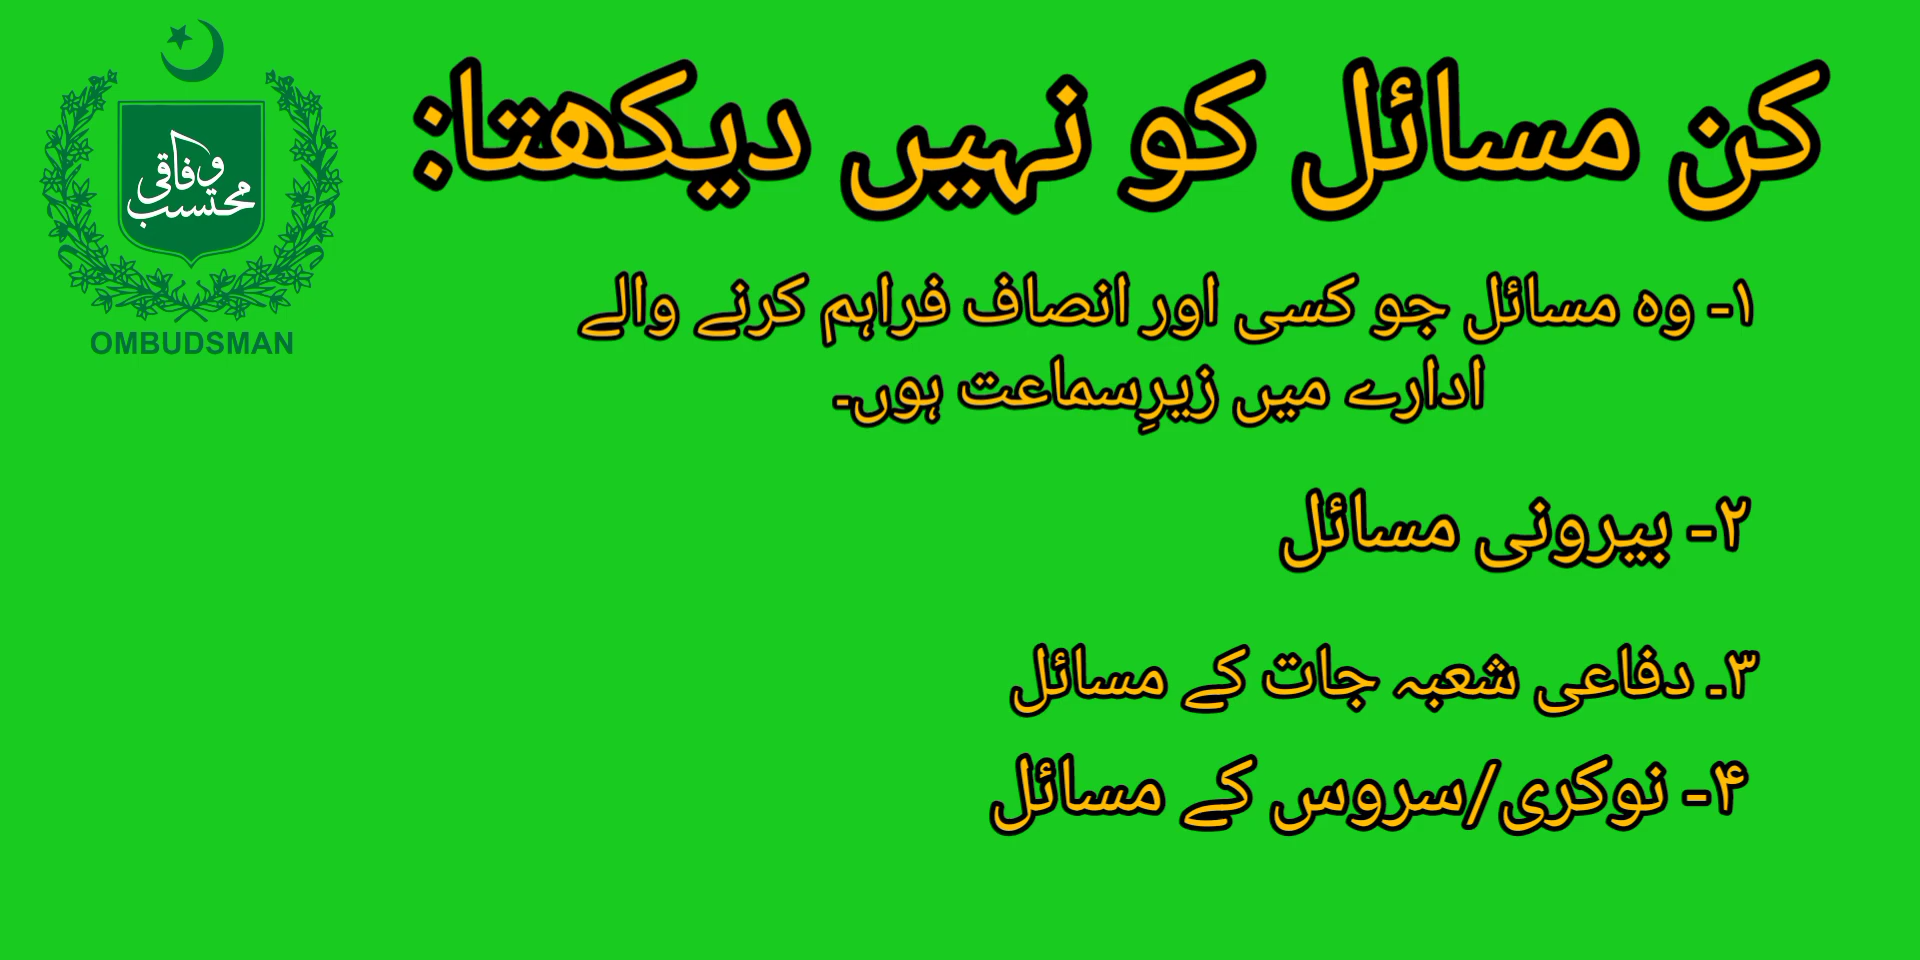 کن مسائل کو نہیں دیکھتا:
وفاقی
محتسب
OMBUDSMAN
۱- وہ مسائل جو کسی اور انصاف فراہم کرنے والے
ادارے میں زیرِسماعت ہوں۔
۲- بیرونی مسائل
۳۔ دفاعی شعبہ جات کے مسائل
۴- نوکری/سروس کے مسائل